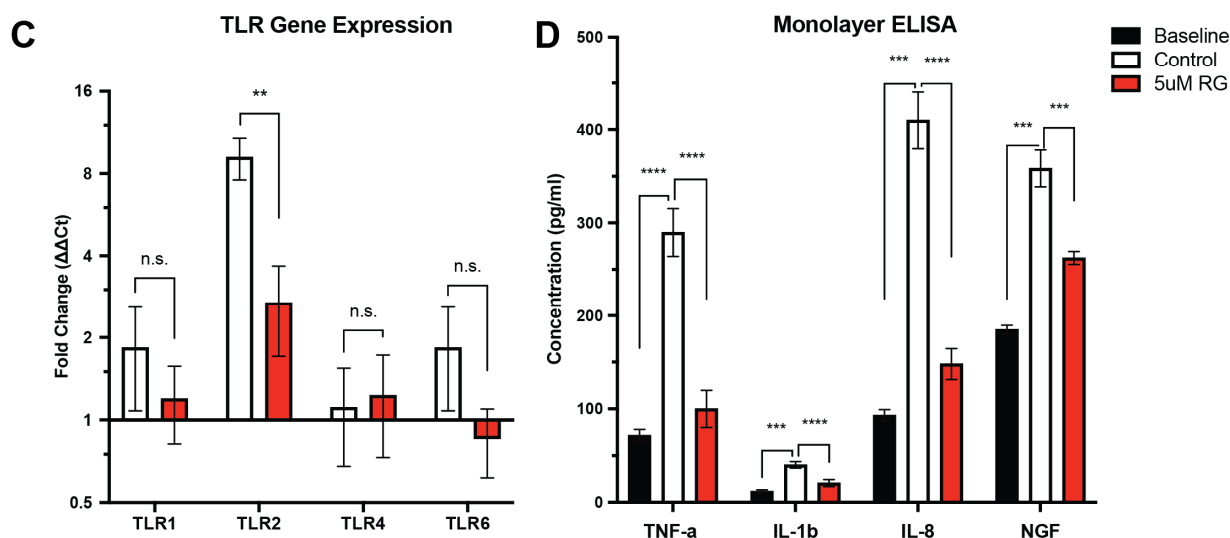 C
TLR Gene Expression
Fold Change (ΔΔCt)
16
8
4
2
1
0.5
n.s.
**
n.s.
n.s.
TLR1
TLR2
TLR4
TLR6
D
Monolayer ELISA
Concentration (pg/ml)
500
400
300
200
100
0
****
****
***
****
***
****
***
***
TNF-a
IL-1b
IL-8
NGF
Baseline
Control
5uM RG